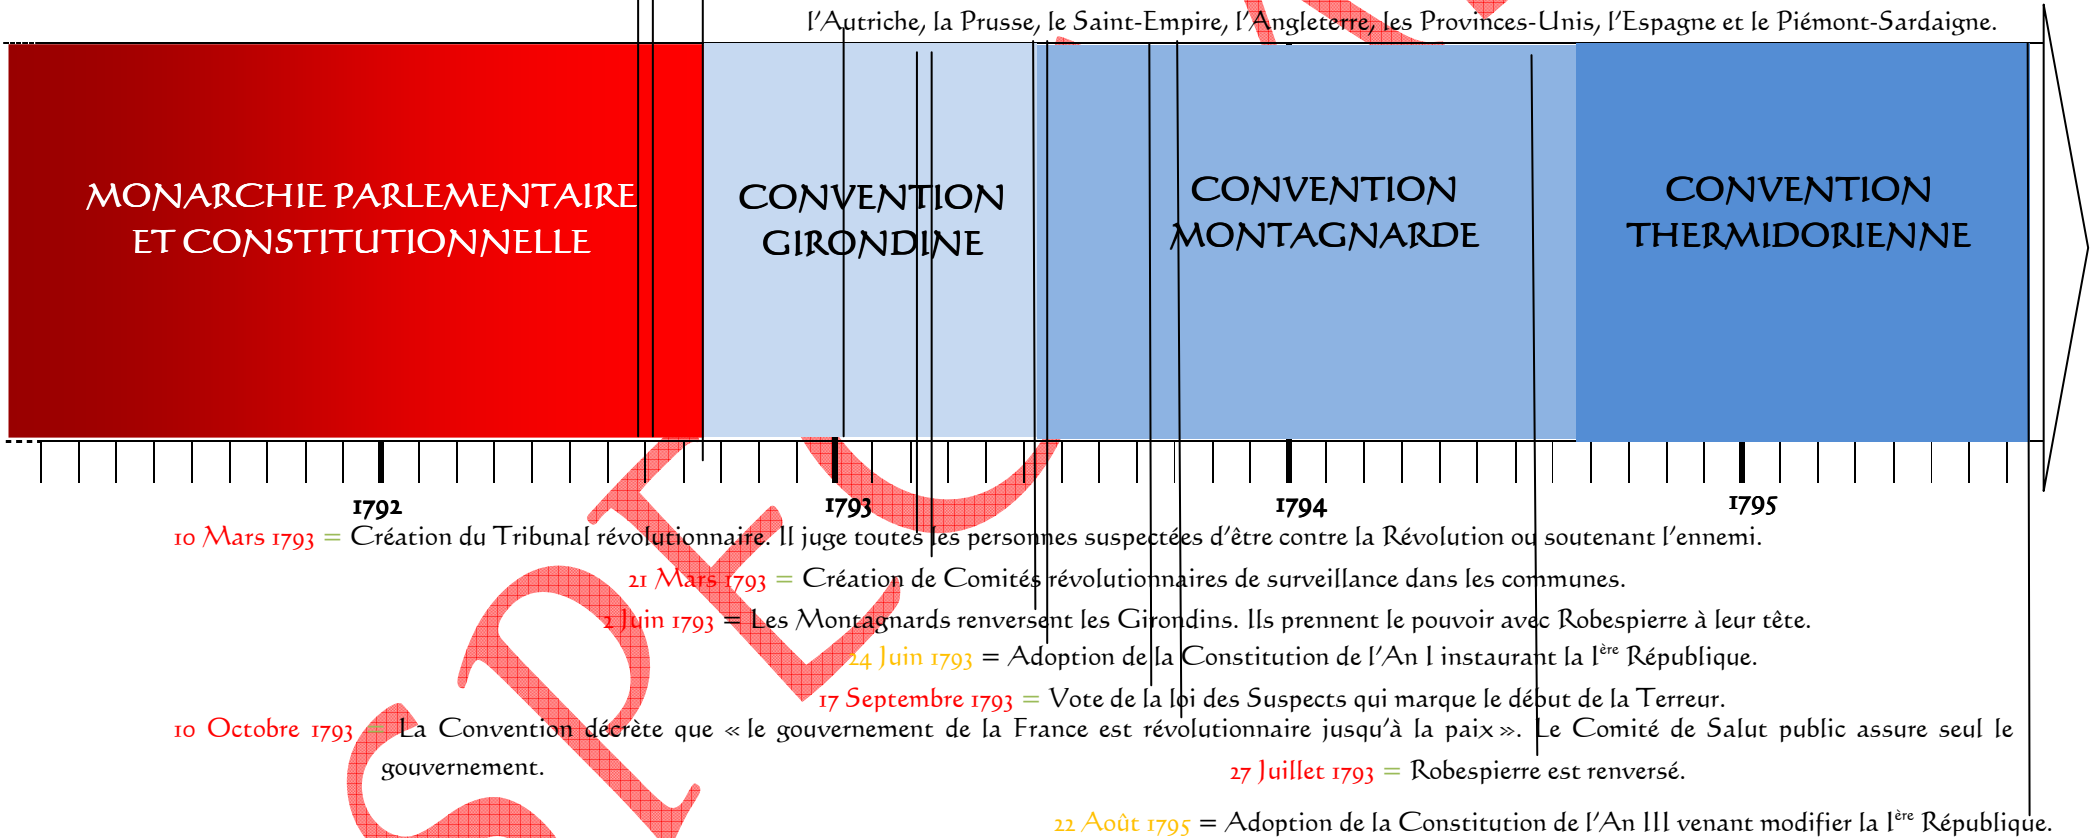 l'Autriche, la Prusse, le Saint-Empire, l'Angleterre, les Provinces-Unis, l'Espagne et le Piémont-Sardaigne.
MONARCHIE PARLEMENTAIRE
ET CONSTITUTIONNELLE
CONVENTION
GIRONDINE
CONVENTION
MONTAGNARDE
CONVENTION
THERMIDORIENNE
1792
1793
1794
1795
10 Mars 1793 = Création du Tribunal révolutionnaire. Il juge toutes les personnes suspectées d'être contre la Révolution ou soutenant l'ennemi.
21 Mars 1793 = Création de Comités révolutionnaires de surveillance dans les communes.
2 Juin 1793 = Les Montagnards renversent les Girondins. Ils prennent le pouvoir avec Robespierre à leur tête.
24 Juin 1793 = Adoption de la Constitution de l'An I instaurant la Ière République.
17 Septembre 1793 = Vote de la loi des Suspects qui marque le début de la Terreur.
10 Octobre 1793 = La Convention décrète que « le gouvernement de la France est révolutionnaire jusqu'à la paix ». Le Comité de Salut public assure seul le
gouvernement.
27 Juillet 1793 = Robespierre est renversé.
22 Août 1795 = Adoption de la Constitution de l'An III venant modifier la Ière République.